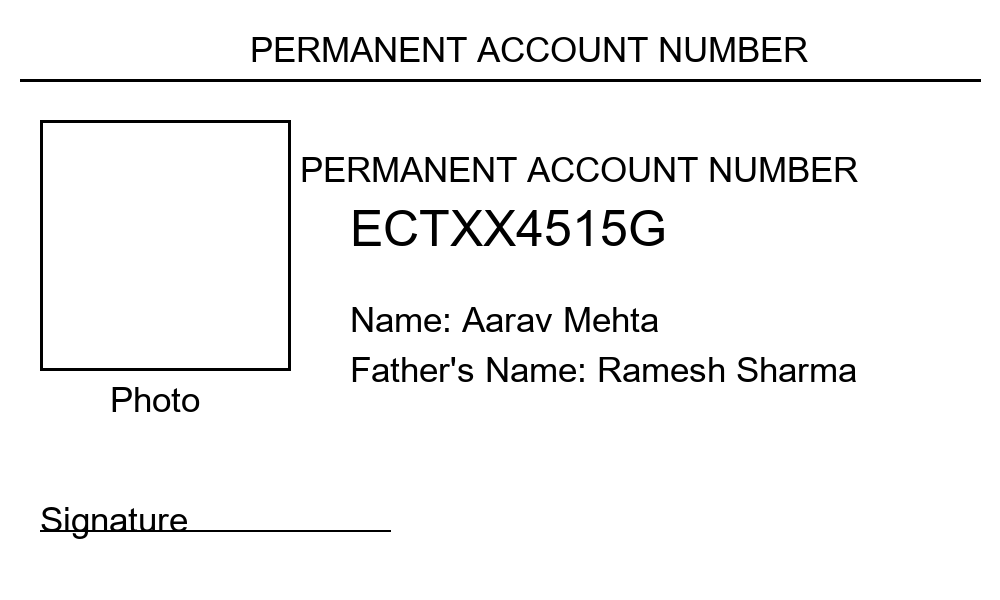 PERMANENT ACCOUNT NUMBER
PERMANENT ACCOUNT NUMBER
ECTXX4515G
Name: Aarav Mehta
Father's Name: Ramesh Sharma
Photo
Signature